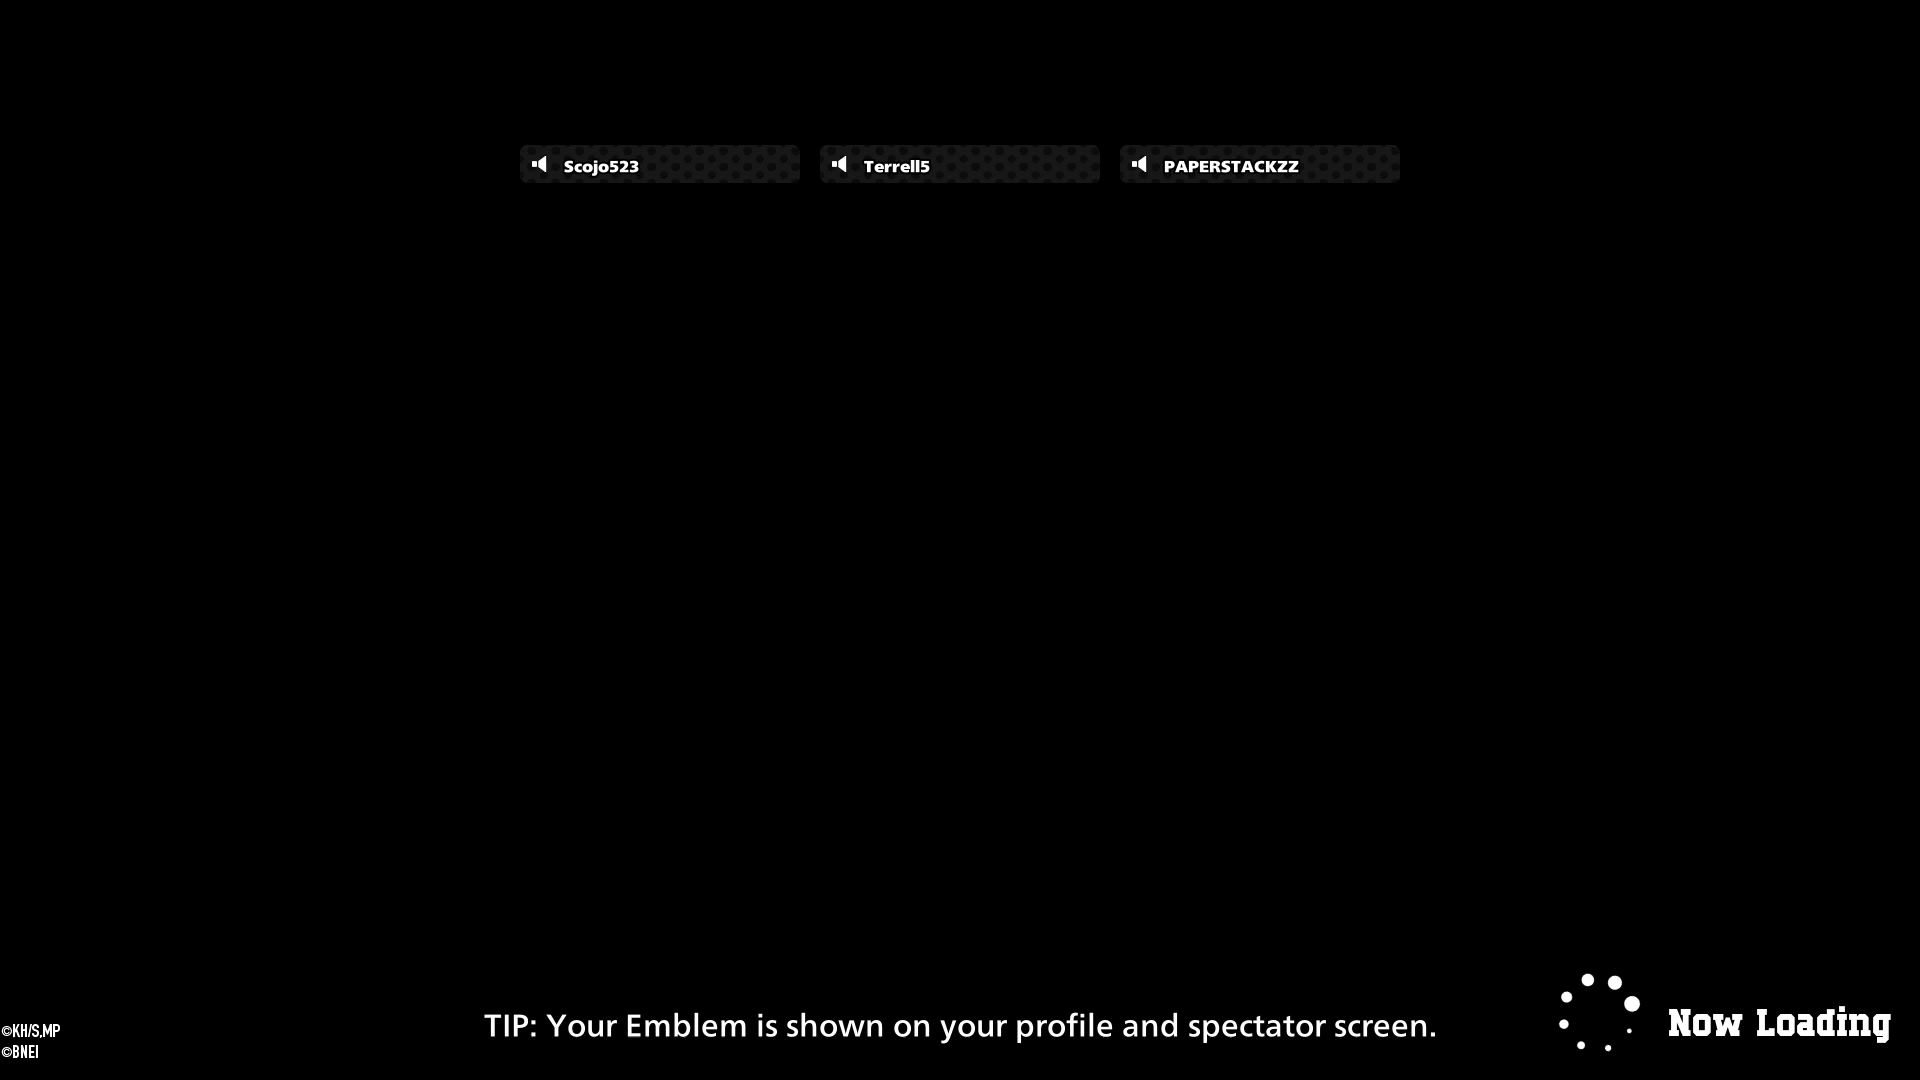 Scojo523
Terrell5
PAPERSTACKZZ
TIP: Your Emblem is shown on your profile and spectator screen.
Now Loading
©KH/S,MP
©BNEI